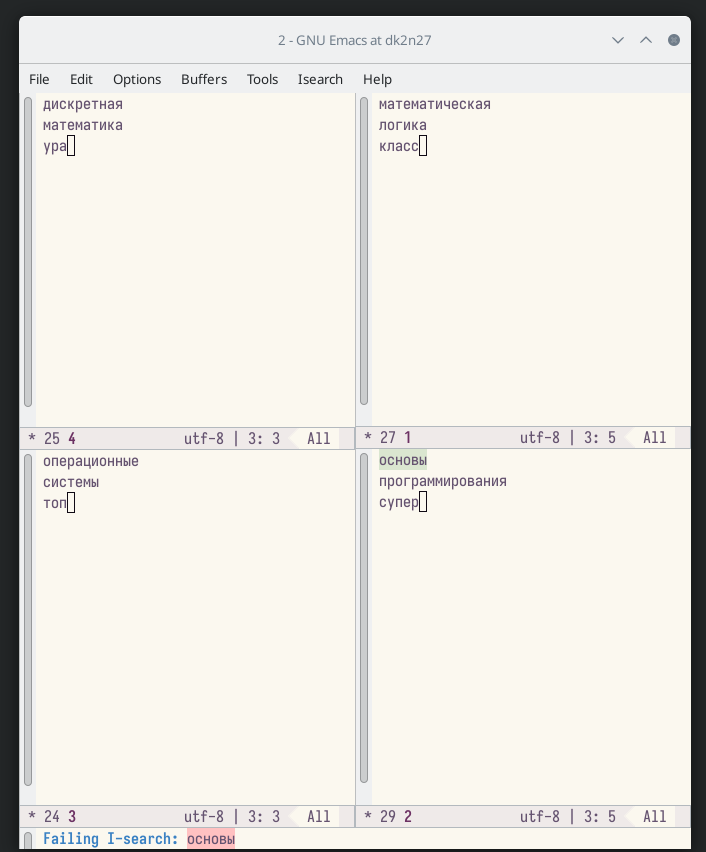 2 - GNU Emacs at dk2n27
File Edit Options Buffers Tools Isearch Help
дискретная
математика
ура
* 25 4 utf-8 | 3: 3 All
математическая
логика
класс
* 27 1 utf-8 | 3: 5 All
операционные
системы
топ
* 24 3 utf-8 | 3: 3 All
основы
программирования
супер
* 29 2 utf-8 | 3: 5 All
Failing I-search: основы